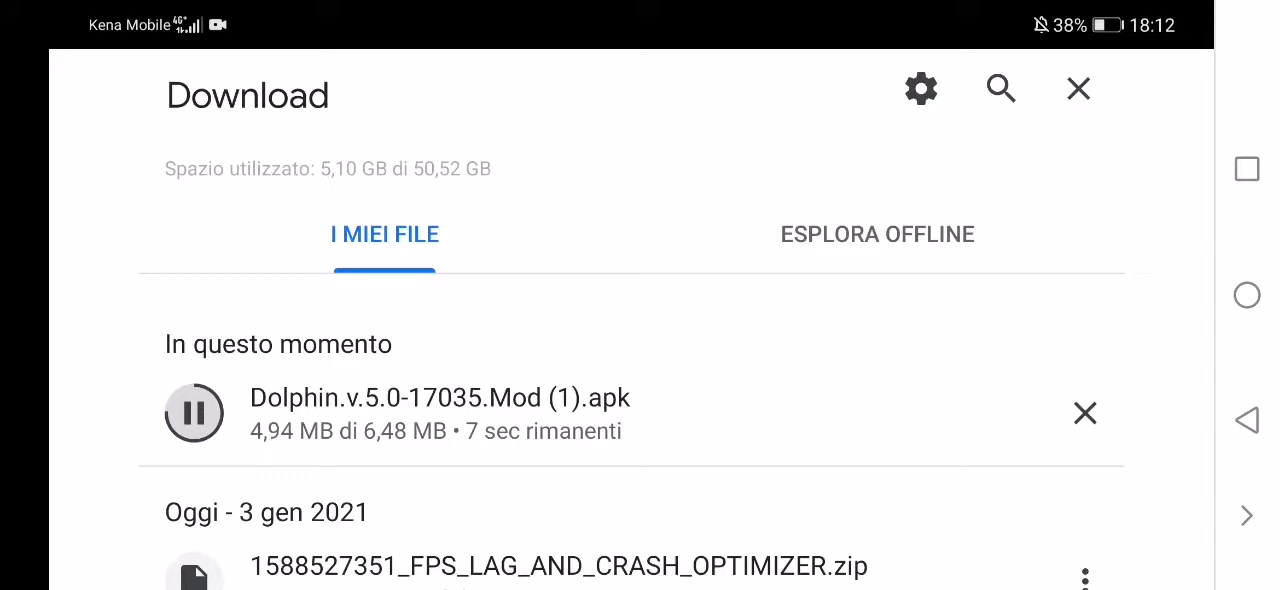 Kena Mobile 4G+ 38% 18:12
Download
Spazio utilizzato: 5,10 GB di 50,52 GB
I MIEI FILE ESPLORA OFFLINE
In questo momento
Dolphin.v.5.0-17035.Mod (1).apk
4,94 MB di 6,48 MB • 7 sec rimanenti
Oggi - 3 gen 2021
1588527351_FPS_LAG_AND_CRASH_OPTIMIZER.zip